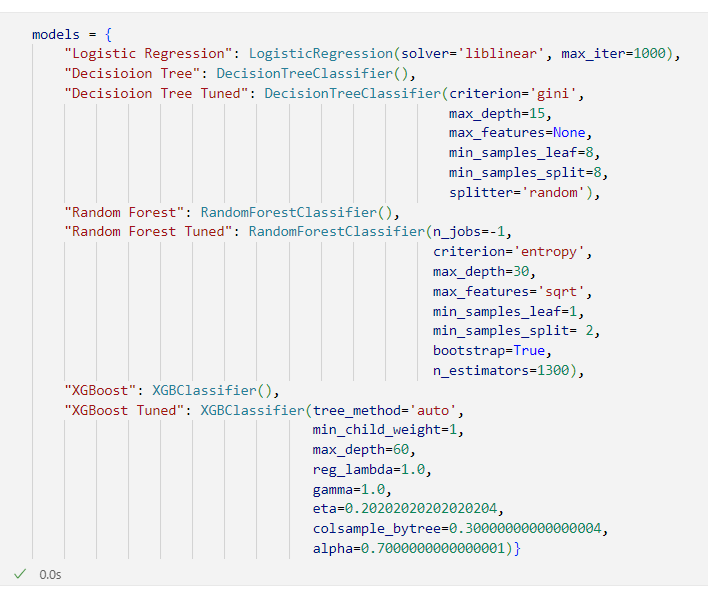 models = {
"Logistic Regression": LogisticRegression(solver='liblinear', max_iter=1000),
"Decisioion Tree": DecisionTreeClassifier(),
"Decisioion Tree Tuned": DecisionTreeClassifier(criterion='gini',
max_depth=15,
max_features=None,
min_samples_leaf=8,
min_samples_split=8,
splitter='random'),
"Random Forest": RandomForestClassifier(),
"Random Forest Tuned": RandomForestClassifier(n_jobs=-1,
criterion='entropy',
max_depth=30,
max_features='sqrt',
min_samples_leaf=1,
min_samples_split= 2,
bootstrap=True,
n_estimators=1300),
"XGBoost": XGBClassifier(),
"XGBoost Tuned": XGBClassifier(tree_method='auto',
min_child_weight=1,
max_depth=60,
reg_lambda=1.0,
gamma=1.0,
eta=0.20202020202020204,
colsample_bytree=0.30000000000000004,
alpha=0.7000000000000001)}
0.0s